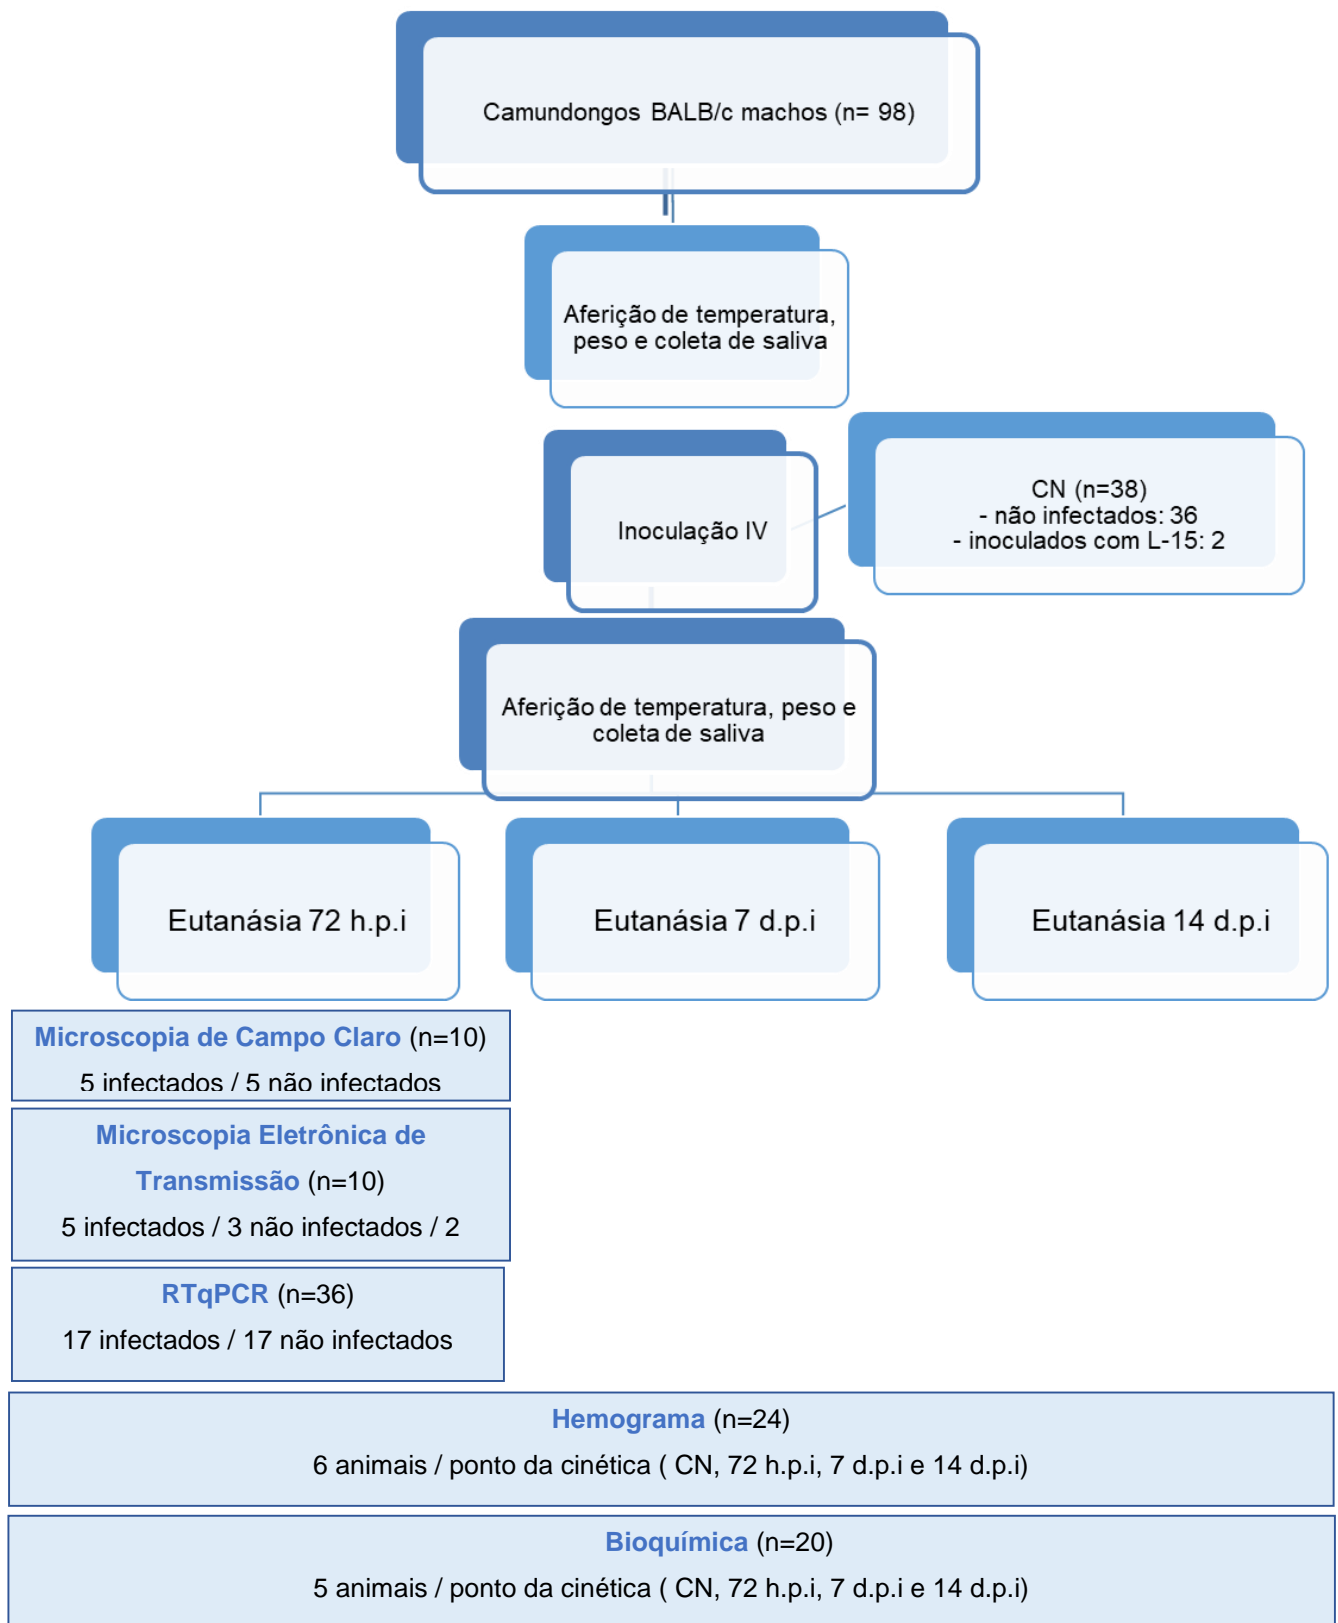 Camundongos BALB/c machos (n= 98)
Aferição de temperatura,
peso e coleta de saliva
Inoculação IV
CN (n=38)
- não infectados: 36
- inoculados com L-15: 2
Aferição de temperatura, peso e
coleta de saliva
Eutanásia 72 h.p.i
Eutanásia 7 d.p.i
Eutanásia 14 d.p.i
Microscopia de Campo Claro (n=10)
5 infectados / 5 não infectados
Microscopia Eletrônica de
Transmissão (n=10)
5 infectados / 3 não infectados / 2
RTqPCR (n=36)
17 infectados / 17 não infectados
Hemograma (n=24)
6 animais / ponto da cinética ( CN, 72 h.p.i, 7 d.p.i e 14 d.p.i)
Bioquímica (n=20)
5 animais / ponto da cinética ( CN, 72 h.p.i, 7 d.p.i e 14 d.p.i)